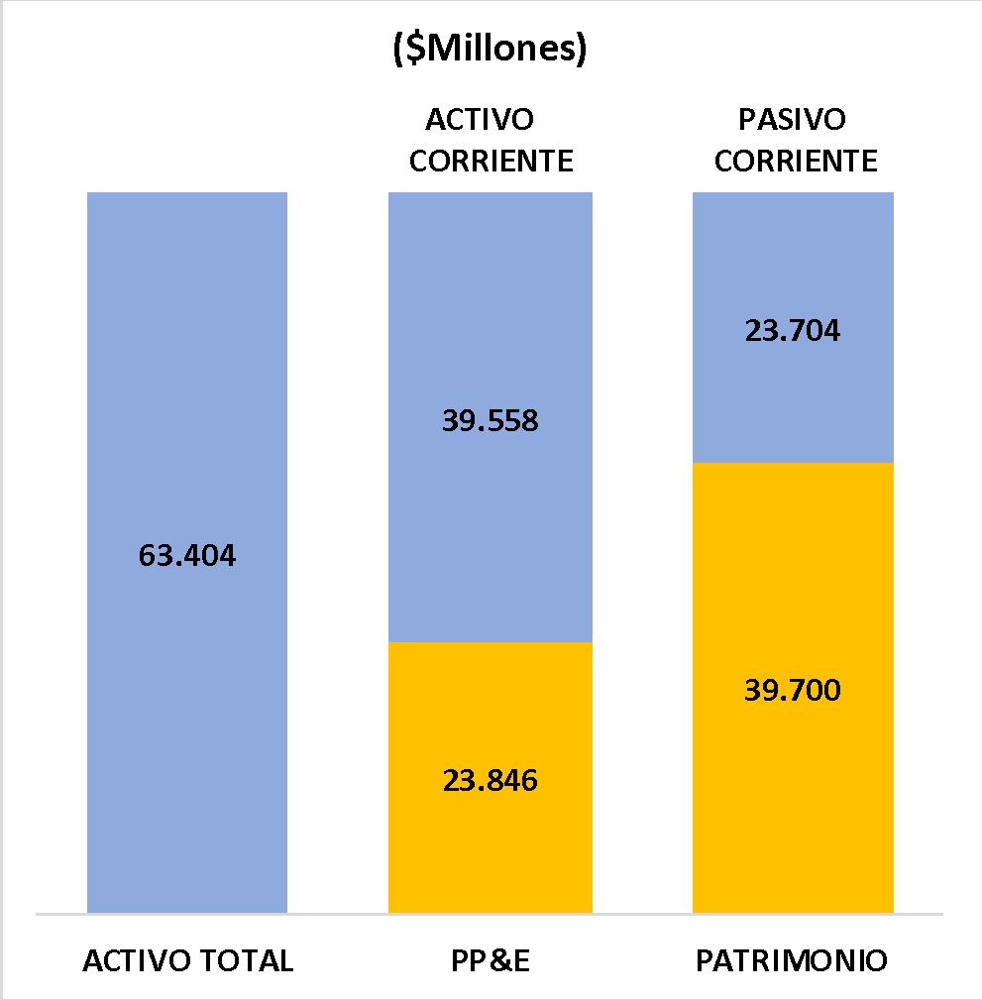 ($Millones)
ACTIVO
CORRIENTE
PASIVO
CORRIENTE
23.704
39.558
63.404
39.700
23.846
ACTIVO TOTAL
PP&E
PATRIMONIO